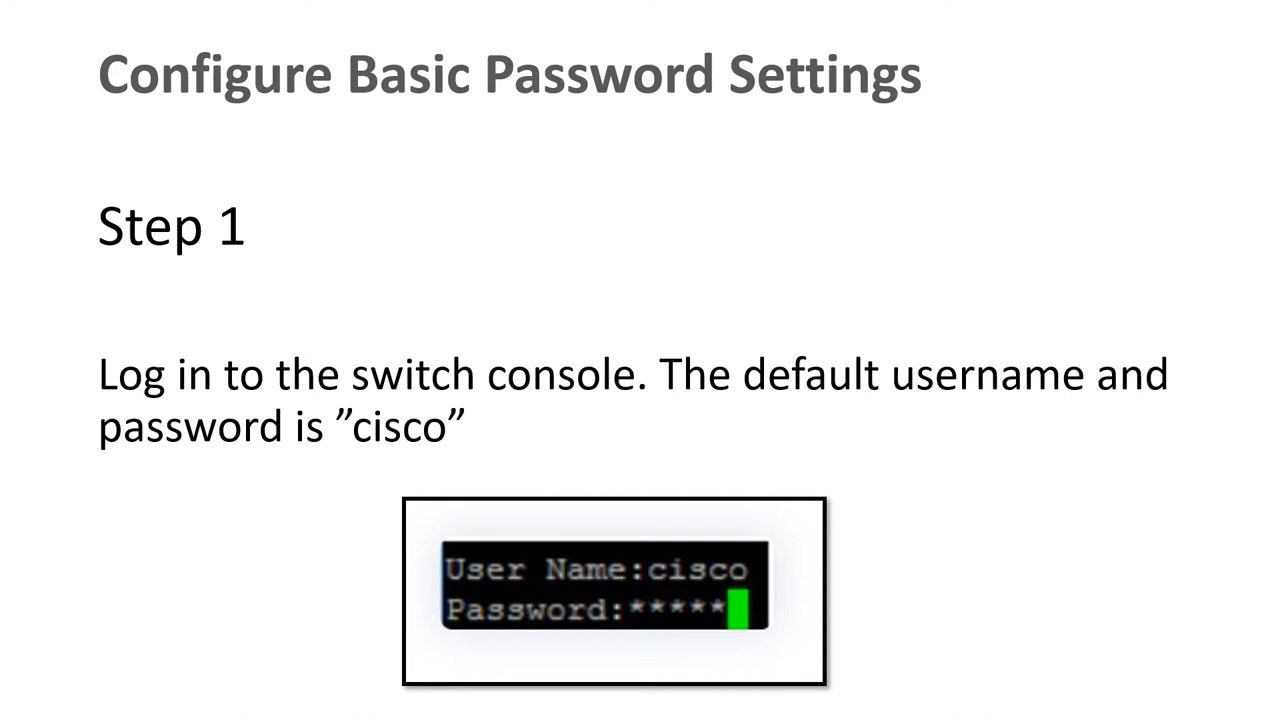 Configure Basic Password Settings
Step 1
Log in to the switch console. The default username and
password is ”cisco”
User Name:cisco
Password:*****